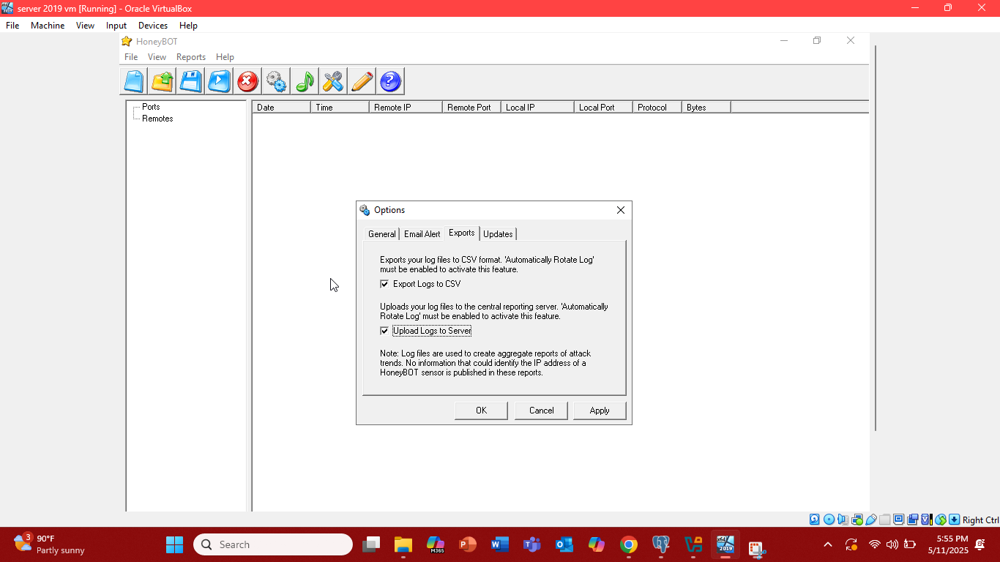 server 2019 vm [Running] - Oracle VirtualBox
File Machine View Input Devices Help
HoneyBOT
File View Reports Help
Ports
Remotes
Date Time Remote IP Remote Port Local IP Local Port Protocol Bytes
Options
General Email Alert Exports Updates
Exports your log files to CSV format. 'Automatically Rotate Log'
must be enabled to activate this feature.
Export Logs to CSV
Uploads your log files to the central reporting server. 'Automatically
Rotate Log' must be enabled to activate this feature.
Upload Logs to Server
Note: Log files are used to create aggregate reports of attack
trends. No information that could identify the IP address of a
HoneyBOT sensor is published in these reports.
OK Cancel Apply
Right Ctrl
3
90°F
Partly sunny
Search
M365
x64
2019
5:55 PM
5/11/2025